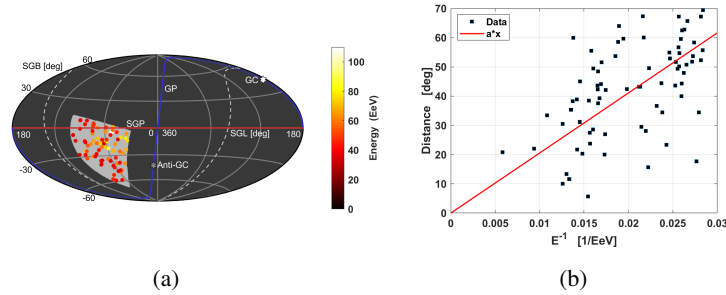 60
SGB [deg]
30
GC
GP
SGP
180
0
360
SGL [deg]
180
Anti-GC
-30
-60
100
80
60
40
20
0
Energy (EeV)
(a)
70
60
50
40
30
20
10
0
Distance [deg]
Data
a*x
0 0.005 0.01 0.015 0.02 0.025 0.03
E⁻¹ [1/EeV]
(b)